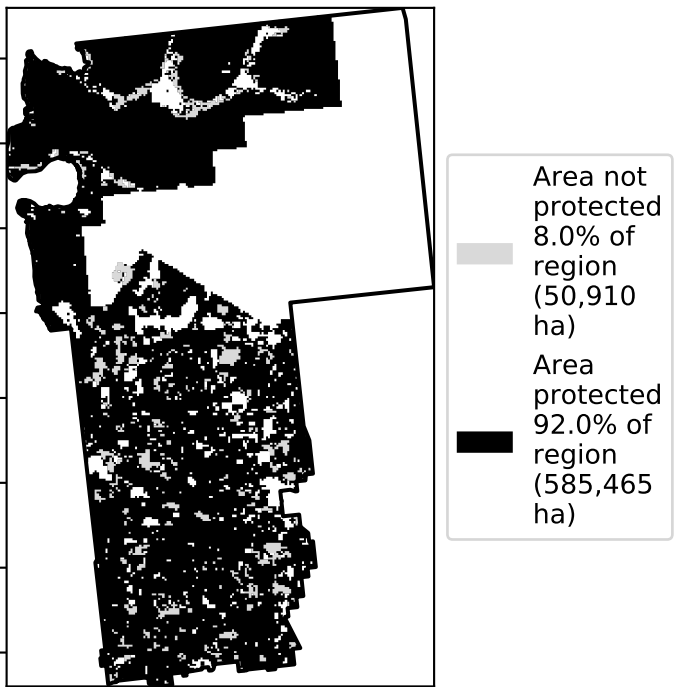 Area not
protected
8.0% of
region
(50,910
ha)
Area
protected
92.0% of
region
(585,465
ha)